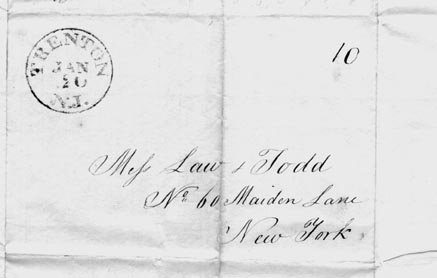 TRENTON
JAN
20
N.J.
10
Mess Law & Todd
No 60 Maiden Lane
New York